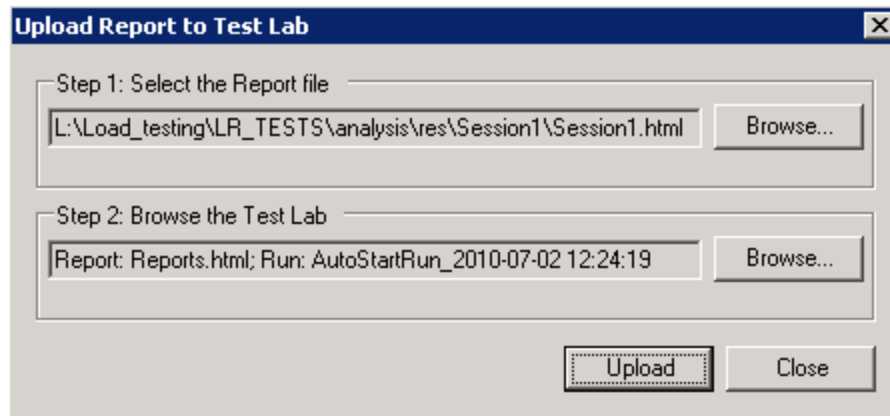 Upload Report to Test Lab
Step 1: Select the Report file
L:\Load_testing\LR_TESTS\analysis\res\Session1\Session1.html
Browse...
Step 2: Browse the Test Lab
Report: Reports.html; Run: AutoStartRun_2010-07-02 12:24:19
Browse...
Upload
Close